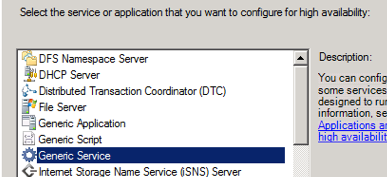 Select the service or application that you want to configure for high availability:
DFS Namespace Server
DHCP Server
Distributed Transaction Coordinator (DTC)
File Server
Generic Application
Generic Script
Generic Service
Internet Storage Name Service (iSNS) Server
Description:
You can config
some services
designed to run
information, se
Applications an
high availabilit